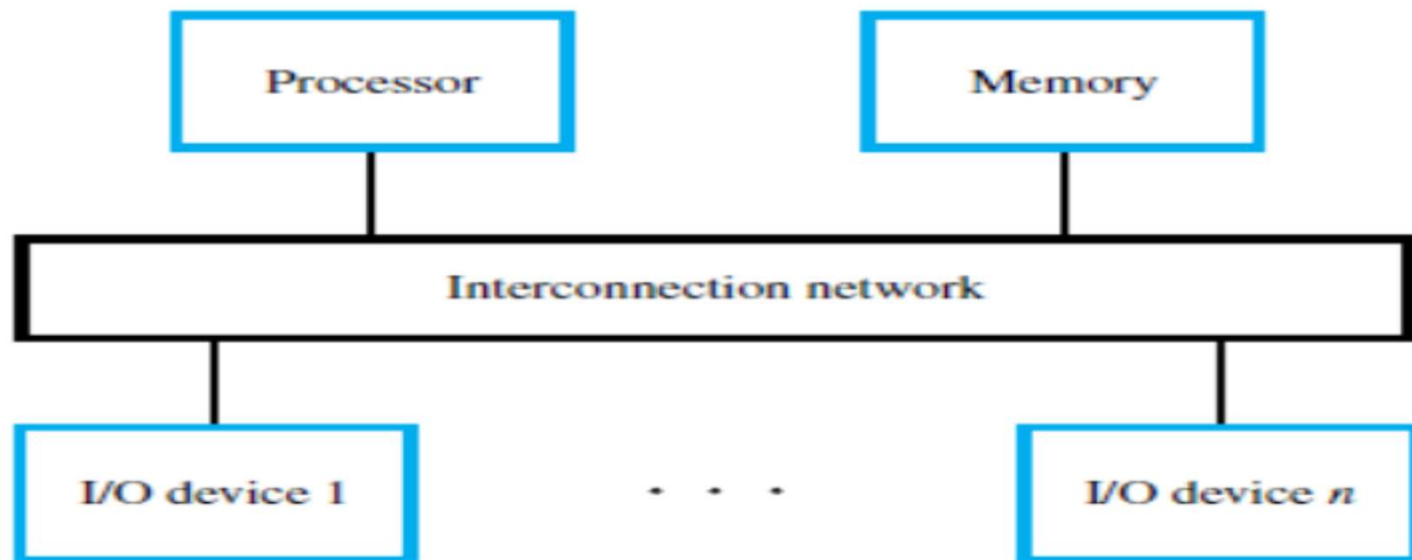 Processor
Memory
Interconnection network
I/O device 1
. . .
I/O device n